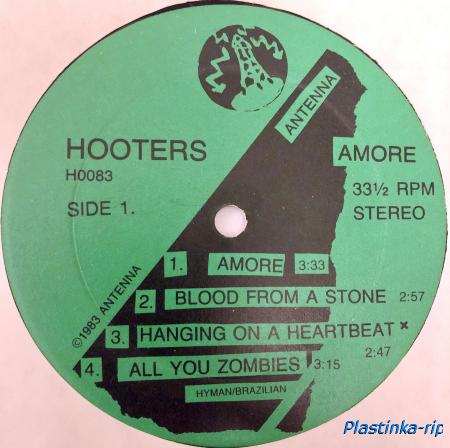 ANTENNA
HOOTERS
AMORE
H0083
33½ RPM
SIDE 1.
STEREO
1. AMORE 3:33
2. BLOOD FROM A STONE 2:57
3. HANGING ON A HEARTBEAT × 2:47
4. ALL YOU ZOMBIES 3:15
HYMAN/BRAZILIAN
©1983 ANTENNA
Plastinka-rip